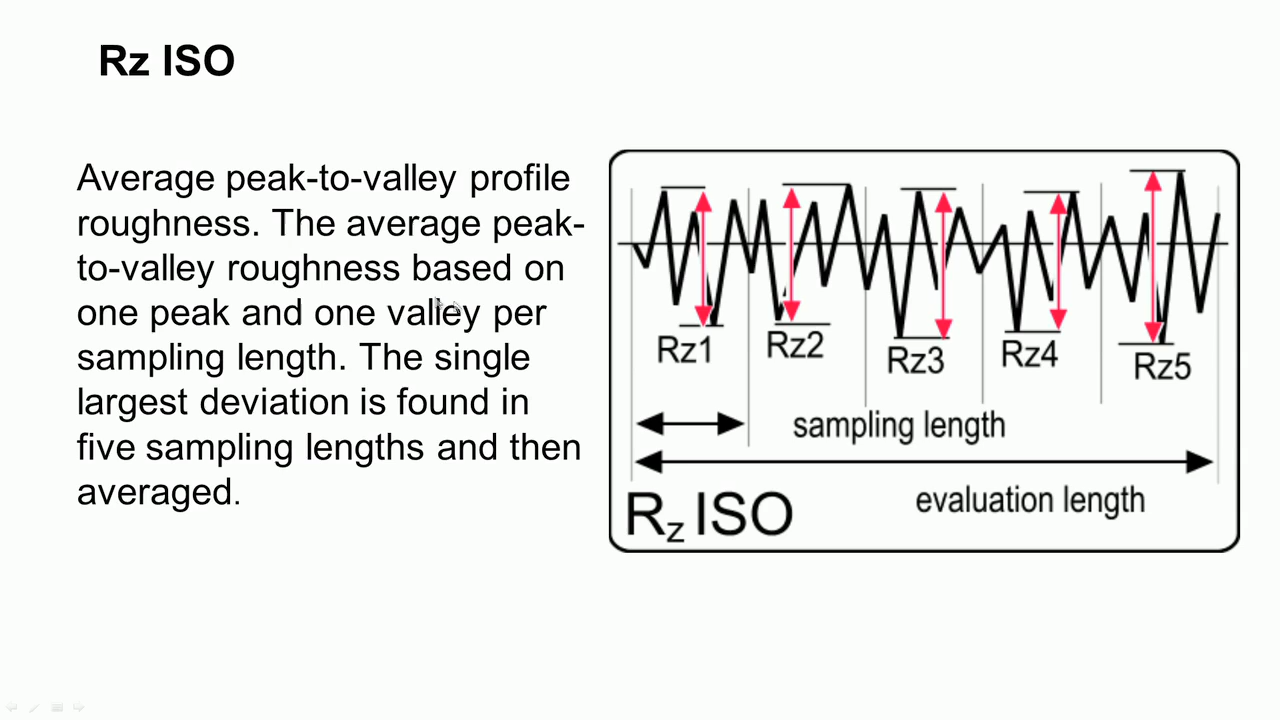 Rz ISO
Average peak-to-valley profile
roughness. The average peak-
to-valley roughness based on
one peak and one valley per
sampling length. The single
largest deviation is found in
five sampling lengths and then
averaged.
Rz1
Rz2
Rz3
Rz4
Rz5
sampling length
evaluation length
Rz ISO